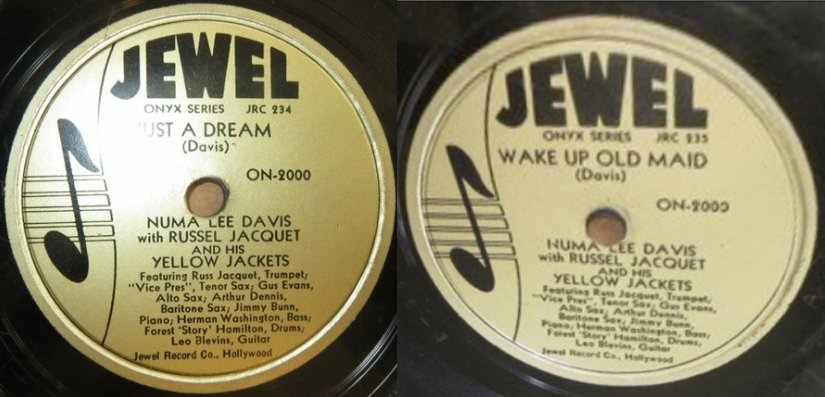 JEWEL
ONYX SERIES JRC 234
UST A DREAM
(Davis)
ON-2000
NUMA LEE DAVIS
with RUSSEL JACQUET
AND HIS
YELLOW JACKETS
Featuring Russ Jacquet, Trumpet;
"Vice Pres", Tenor Sax; Gus Evans,
Alto Sax; Arthur Dennis,
Baritone Sax; Jimmy Bunn,
Piano; Herman Washington, Bass;
Forest 'Story' Hamilton, Drums;
Leo Blevins, Guitar
Jewel Record Co., Hollywood
JEWEL
ONYX SERIES JRC 235
WAKE UP OLD MAID
(Davis)
ON-2000
NUMA LEE DAVIS
with RUSSEL JACQUET
AND HIS
YELLOW JACKETS
Featuring Russ Jacquet, Trumpet;
"Vice Pres", Tenor Sax; Gus Evans,
Alto Sax; Arthur Dennis,
Baritone Sax; Jimmy Bunn,
Piano; Herman Washington, Bass;
Forest 'Story' Hamilton, Drums;
Leo Blevins, Guitar
Jewel Record Co., Hollywood